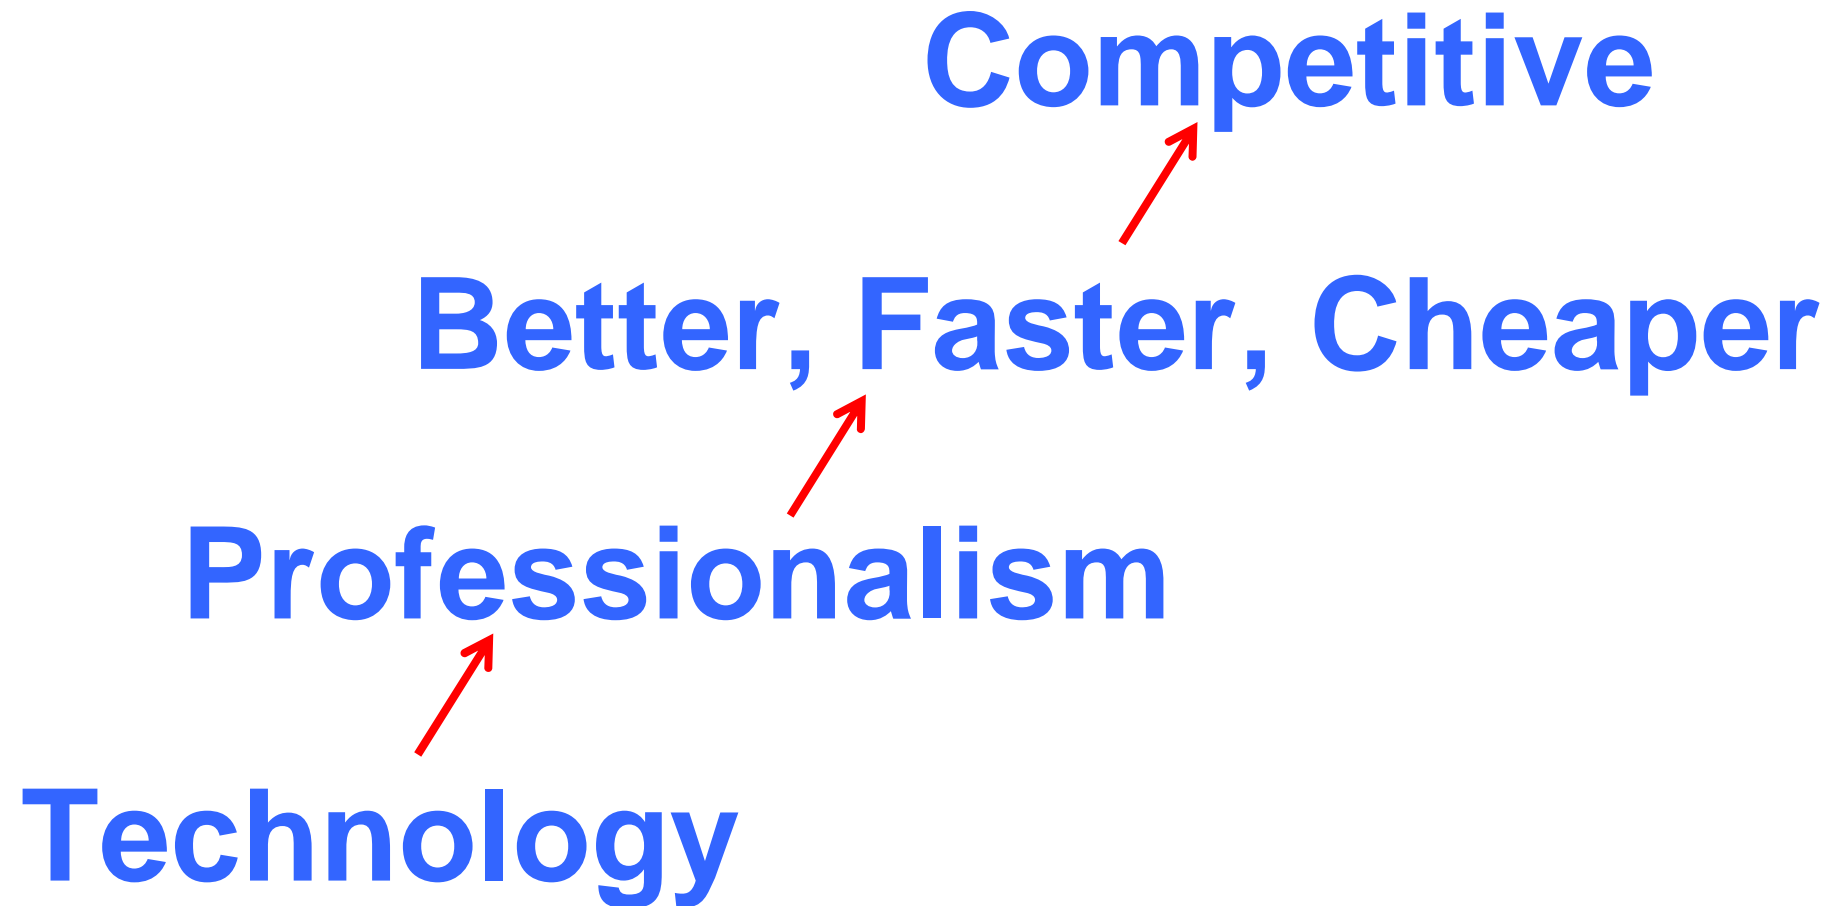 Competitive
Better, Faster, Cheaper
Professionalism
Technology